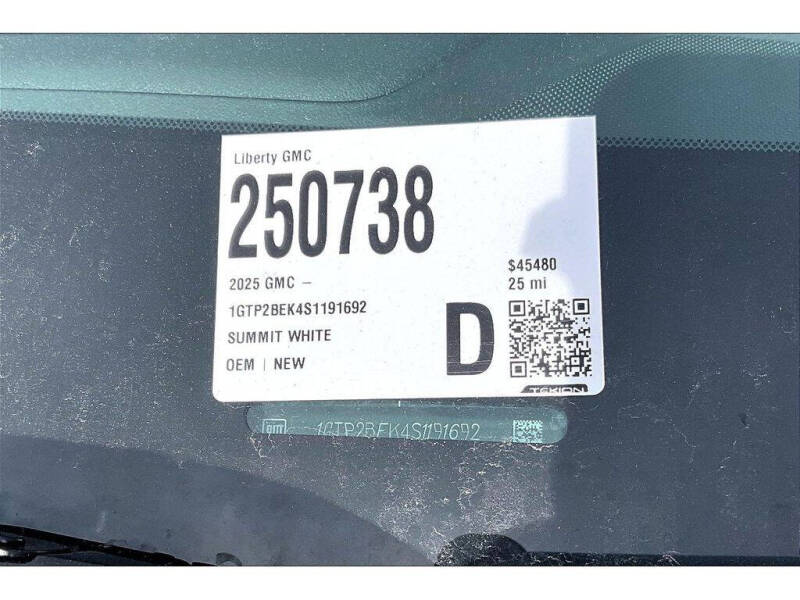 Liberty GMC
250738
2025 GMC –
$45480
25 mi
1GTP2BEK4S1191692
SUMMIT WHITE
OEM | NEW
D
TEKION
1GTP2BEK4S1191692